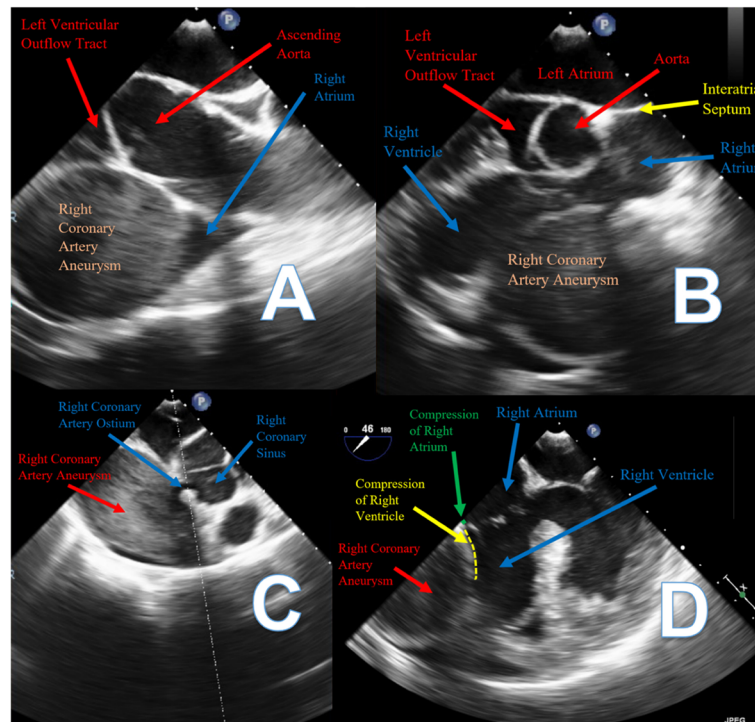 P
Left Ventricular
Outflow Tract
Ascending
Aorta
Right
Atrium
Right
Coronary
Artery
Aneurysm
A
P
Left
Ventricular
Outflow Tract
Left Atrium
Aorta
Interatria
Septum
Right
Ventricle
Right
Atrium
Right Coronary
Artery Aneurysm
B
P
Right Coronary
Artery Ostium
Right
Coronary
Sinus
Right Coronary
Artery Aneurysm
C
0 46 180
P
Compression
of Right
Atrium
Right Atrium
Compression
of Right
Ventricle
Right Ventricle
Right Coronary
Artery
Aneurysm
D
JPEG